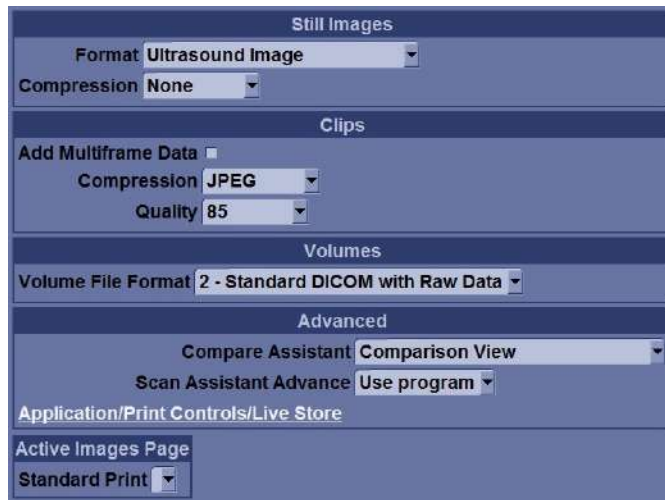 Still Images
Format Ultrasound Image
Compression None
Clips
Add Multiframe Data
Compression JPEG
Quality 85
Volumes
Volume File Format 2 - Standard DICOM with Raw Data
Advanced
Compare Assistant Comparison View
Scan Assistant Advance Use program
Application/Print Controls/Live Store
Active Images Page
Standard Print